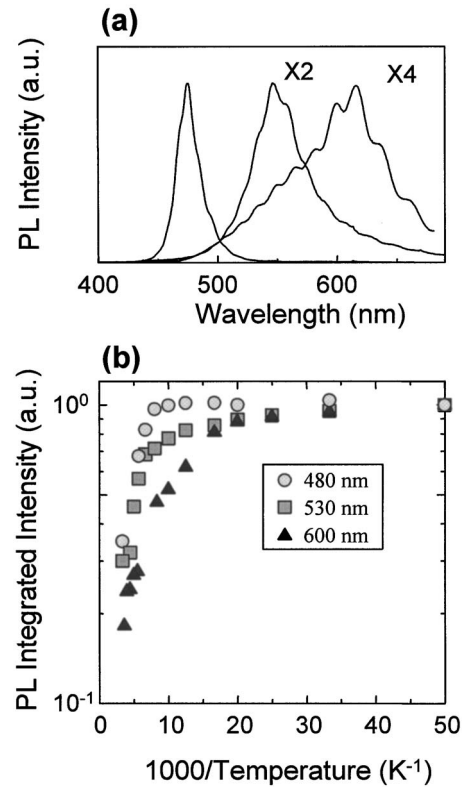 (a)
PL Intensity (a.u.)
X2
X4
400
500
600
Wavelength (nm)
(b)
PL Integrated Intensity (a.u.)
10⁰
10⁻¹
480 nm
530 nm
600 nm
0
10
20
30
40
50
1000/Temperature (K⁻¹)